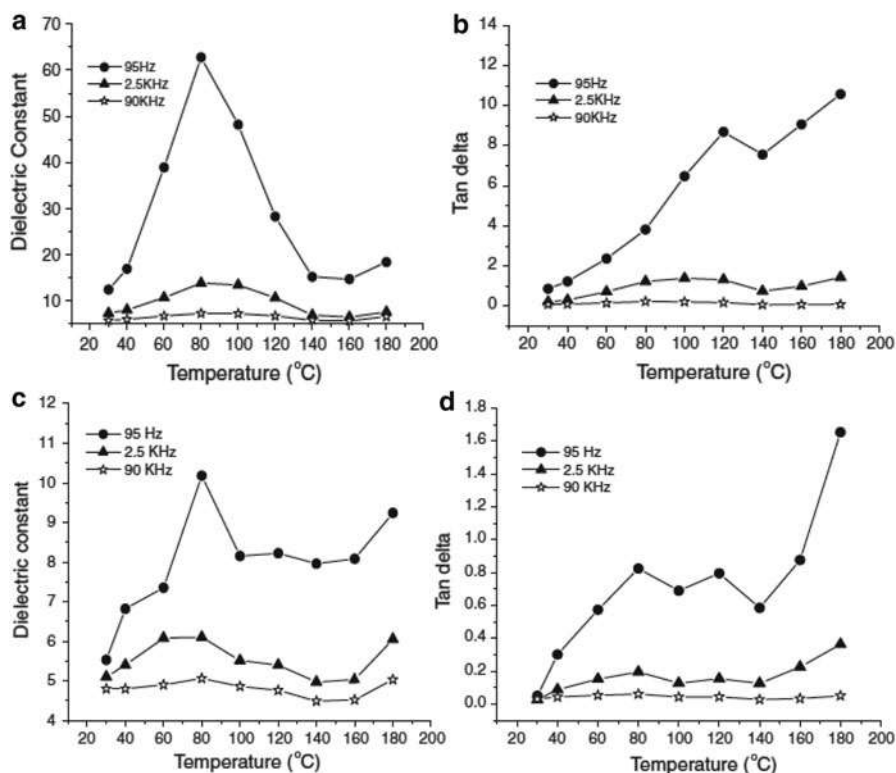 a
70
60
50
40
30
20
10
Dielectric Constant
95Hz
2.5KHz
90KHz
20 40 60 80 100 120 140 160 180 200
Temperature (°C)
b
14
12
10
8
6
4
2
0
Tan delta
95Hz
2.5KHz
90KHz
20 40 60 80 100 120 140 160 180 200
Temperature (°C)
c
12
11
10
9
8
7
6
5
4
Dielectric constant
95 Hz
2.5 KHz
90 KHz
20 40 60 80 100 120 140 160 180 200
Temperature (°C)
d
1.8
1.6
1.4
1.2
1.0
0.8
0.6
0.4
0.2
0.0
Tan delta
95 Hz
2.5 KHz
90 KHz
20 40 60 80 100 120 140 160 180 200
Temperature (°C)